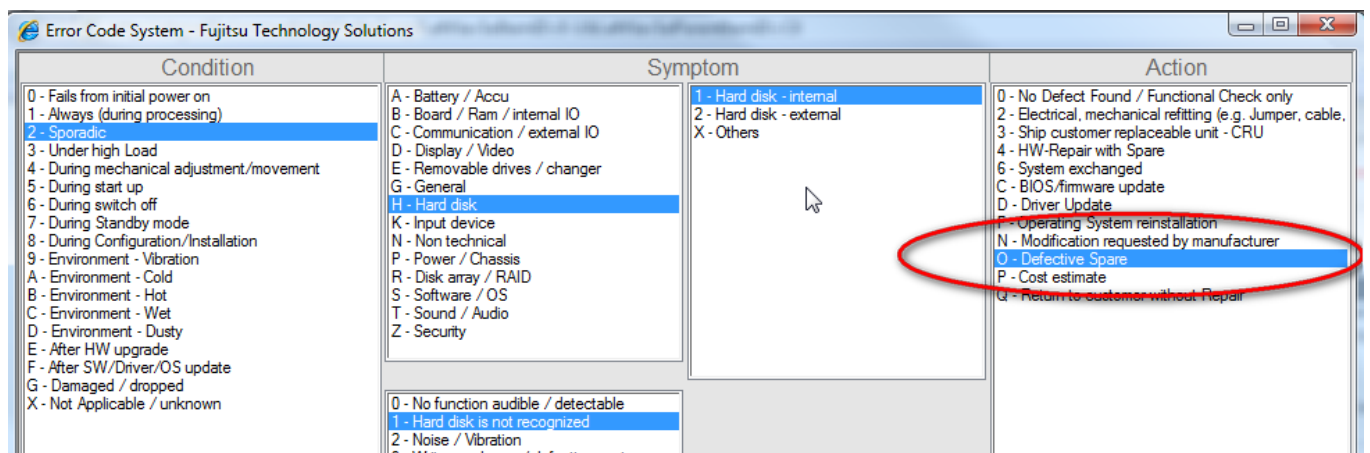 Error Code System - Fujitsu Technology Solutions
Condition
Symptom
Action
0 - Fails from initial power on
1 - Always (during processing)
2 - Sporadic
3 - Under high Load
4 - During mechanical adjustment/movement
5 - During start up
6 - During switch off
7 - During Standby mode
8 - During Configuration/Installation
9 - Environment - Vibration
A - Environment - Cold
B - Environment - Hot
C - Environment - Wet
D - Environment - Dusty
E - After HW upgrade
F - After SW/Driver/OS update
G - Damaged / dropped
X - Not Applicable / unknown
A - Battery / Accu
B - Board / Ram / internal IO
C - Communication / external IO
D - Display / Video
E - Removable drives / changer
G - General
H - Hard disk
K - Input device
N - Non technical
P - Power / Chassis
R - Disk array / RAID
S - Software / OS
T - Sound / Audio
Z - Security
0 - No function audible / detectable
1 - Hard disk is not recognized
2 - Noise / Vibration
1 - Hard disk - internal
2 - Hard disk - external
X - Others
0 - No Defect Found / Functional Check only
2 - Electrical, mechanical refitting (e.g. Jumper, cable,
3 - Ship customer replaceable unit - CRU
4 - HW-Repair with Spare
6 - System exchanged
C - BIOS/firmware update
D - Driver Update
F - Operating System reinstallation
N - Modification requested by manufacturer
O - Defective Spare
P - Cost estimate
Q - Return to customer without Repair